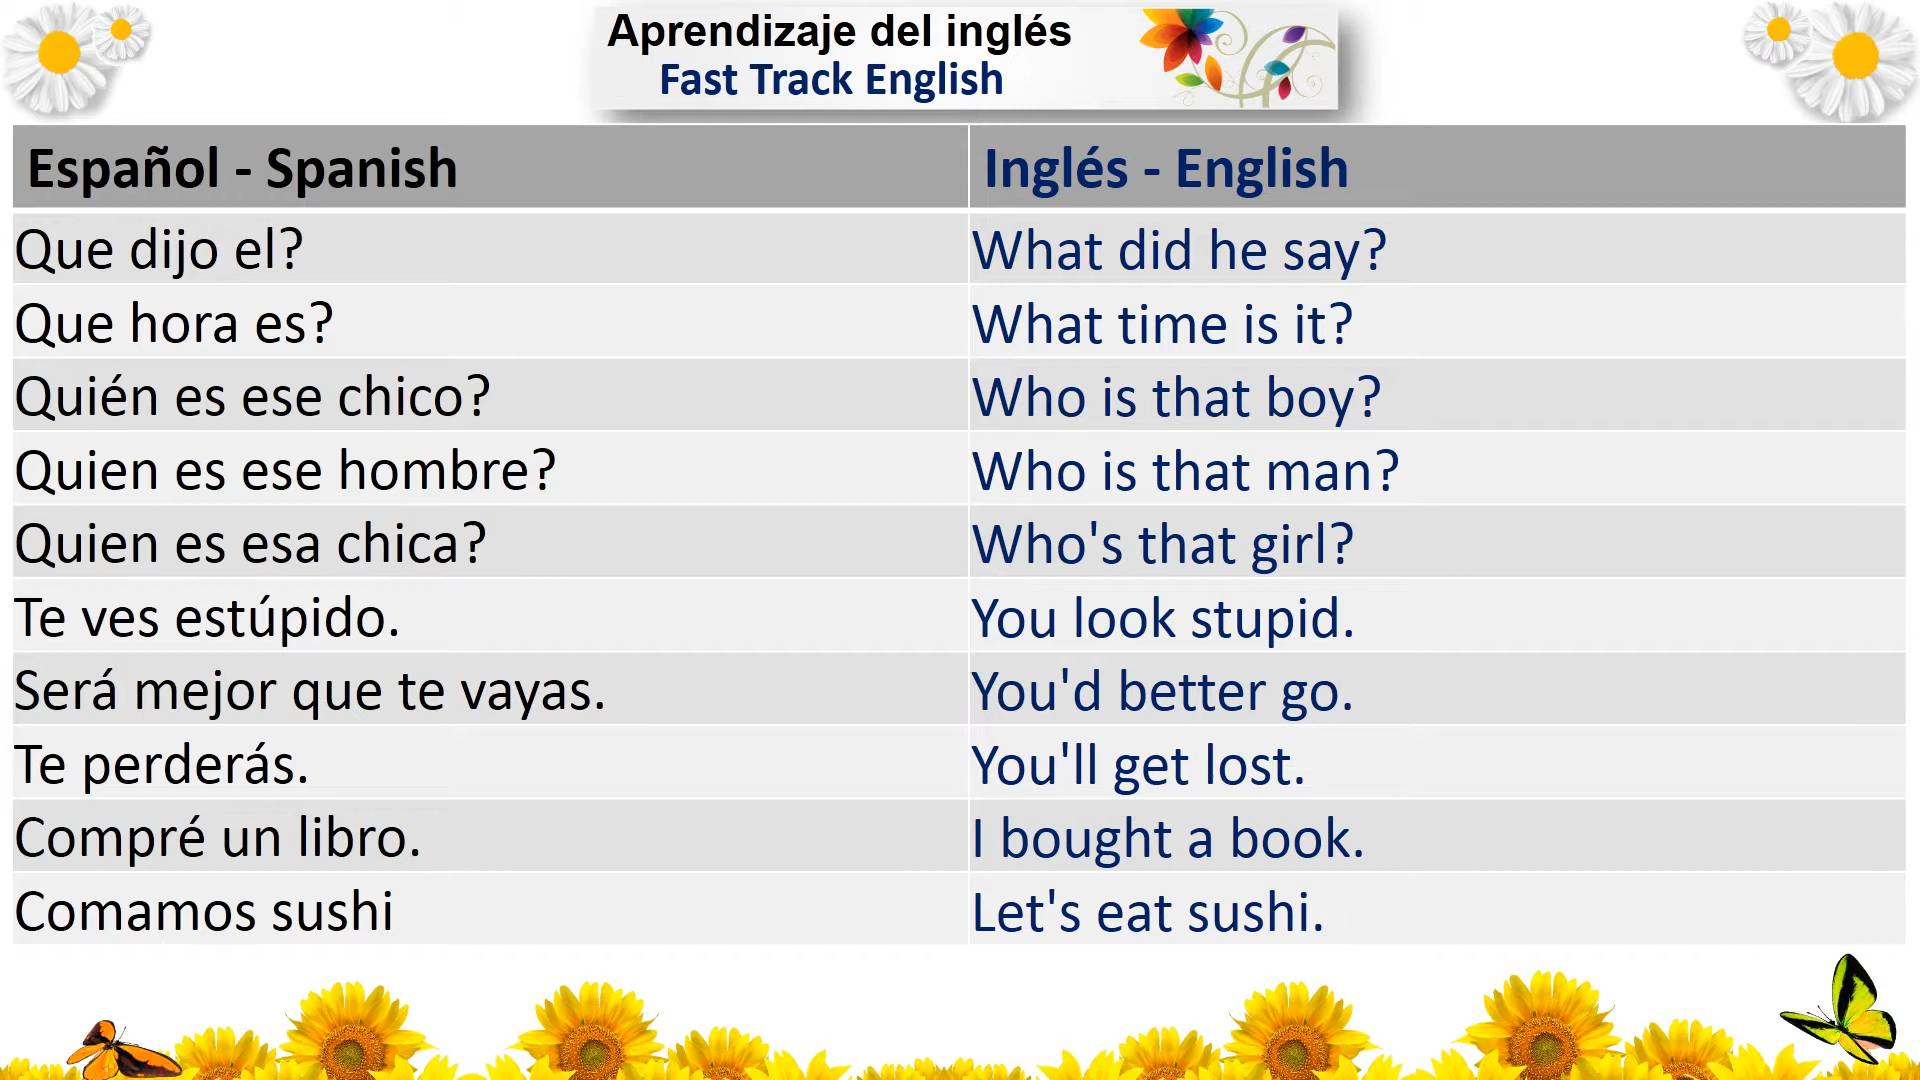 Aprendizaje del inglés
Fast Track English
Español - Spanish Inglés - English
Que dijo el? What did he say?
Que hora es? What time is it?
Quién es ese chico? Who is that boy?
Quien es ese hombre? Who is that man?
Quien es esa chica? Who's that girl?
Te ves estúpido. You look stupid.
Será mejor que te vayas. You'd better go.
Te perderás. You'll get lost.
Compré un libro. I bought a book.
Comamos sushi Let's eat sushi.